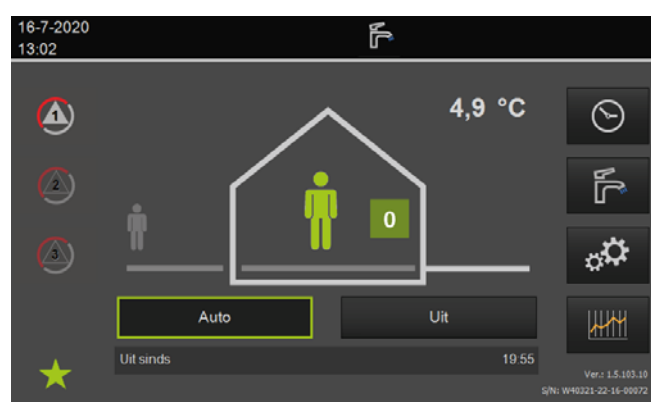 16-7-2020
13:02
4,9 °C
1
2
0
3
Auto
Uit
Uit sinds
19:55
Ver.: 1.5.103.10
S/N: W40321-22-16-00072